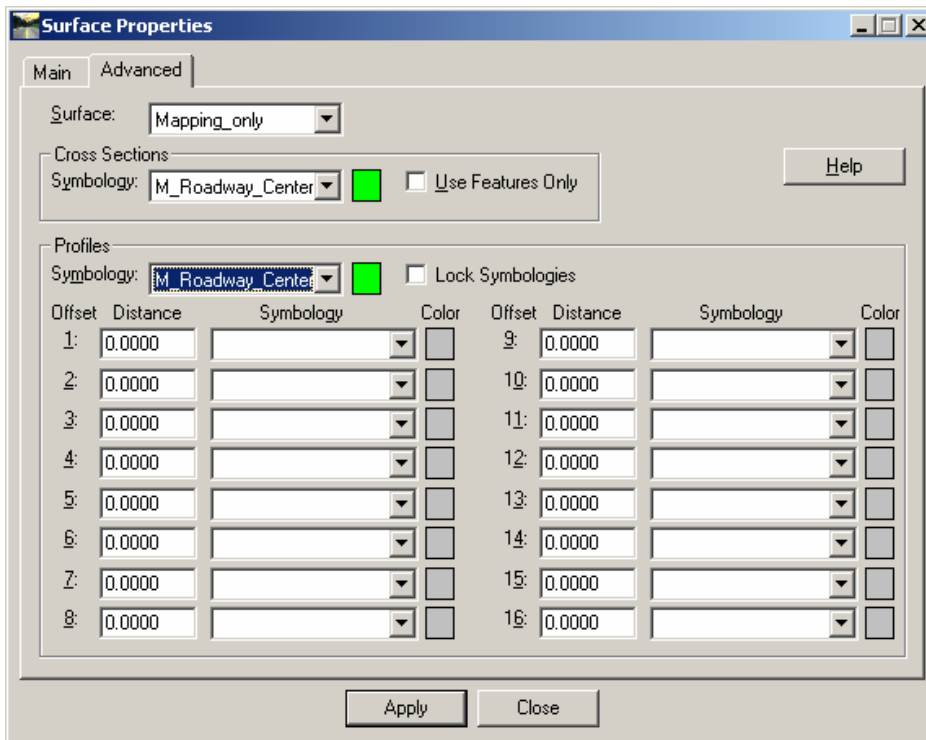 Surface Properties
Main Advanced
Surface: Mapping_only
Cross Sections
Symbology: M_Roadway_Center Use Features Only Help
Profiles
Symbology: M_Roadway_Center Lock Symbologies
Offset Distance Symbology Color Offset Distance Symbology Color
1: 0.0000 9: 0.0000
2: 0.0000 10: 0.0000
3: 0.0000 11: 0.0000
4: 0.0000 12: 0.0000
5: 0.0000 13: 0.0000
6: 0.0000 14: 0.0000
7: 0.0000 15: 0.0000
8: 0.0000 16: 0.0000
Apply Close